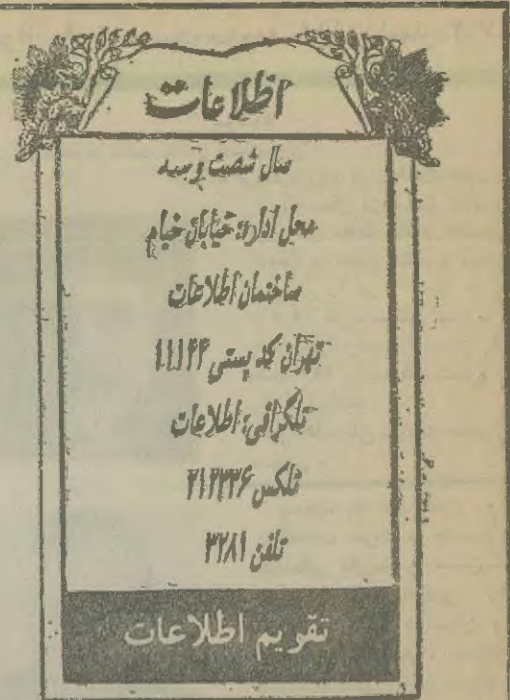 اطلاعات
سال شصت و سه
محل اداره: خیابان خیام
ساختمان اطلاعات
تهران کد پستی ۱۱۱۴۴
تلگرافی: اطلاعات
تلکس ۲۱۲۳۳۶
تلفن ۳۲۸۱
تقویم اطلاعات